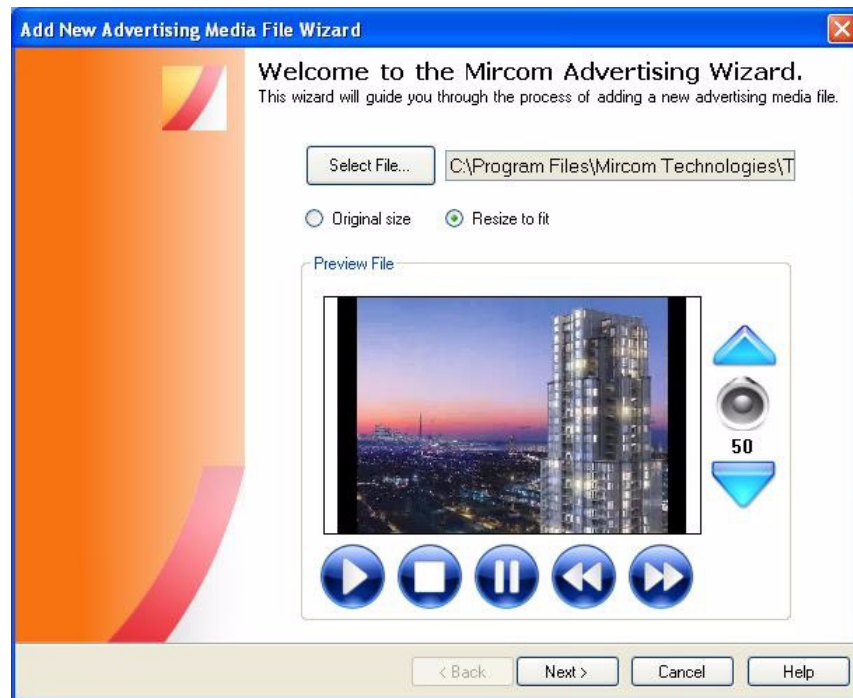 Add New Advertising Media File Wizard
Welcome to the Mircom Advertising Wizard.
This wizard will guide you through the process of adding a new advertising media file.
Select File... C:\Program Files\Mircom Technologies\T
Original size Resize to fit
Preview File
50
< Back Next > Cancel Help